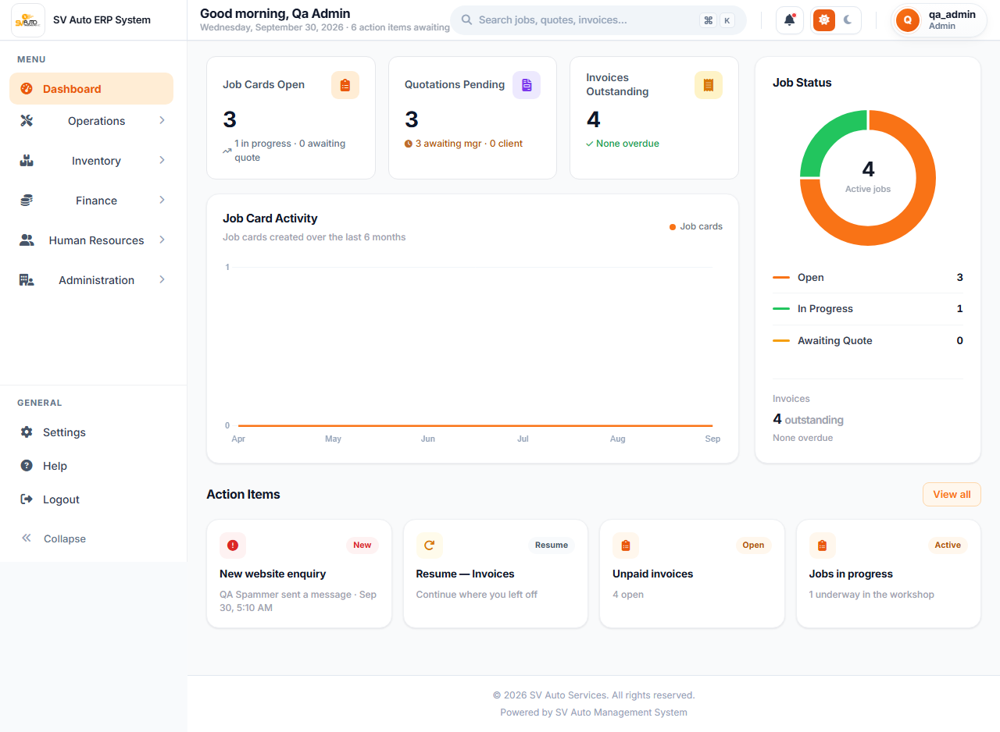 SV AUTO
SV Auto ERP System
Good morning, Qa Admin
Wednesday, September 30, 2026 · 6 action items awaiting
Search jobs, quotes, invoices...
⌘ K
Q
qa_admin
Admin
MENU
Dashboard
Operations
Inventory
Finance
Human Resources
Administration
GENERAL
Settings
Help
Logout
Collapse
Job Cards Open
3
1 in progress · 0 awaiting
quote
Quotations Pending
3
3 awaiting mgr · 0 client
Invoices
Outstanding
4
None overdue
Job Card Activity
Job cards created over the last 6 months
Job cards
1
0
Apr May Jun Jul Aug Sep
Job Status
4
Active jobs
Open 3
In Progress 1
Awaiting Quote 0
Invoices
4 outstanding
None overdue
Action Items
View all
New
New website enquiry
QA Spammer sent a message · Sep
30, 5:10 AM
Resume
Resume — Invoices
Continue where you left off
Open
Unpaid invoices
4 open
Active
Jobs in progress
1 underway in the workshop
© 2026 SV Auto Services. All rights reserved.
Powered by SV Auto Management System